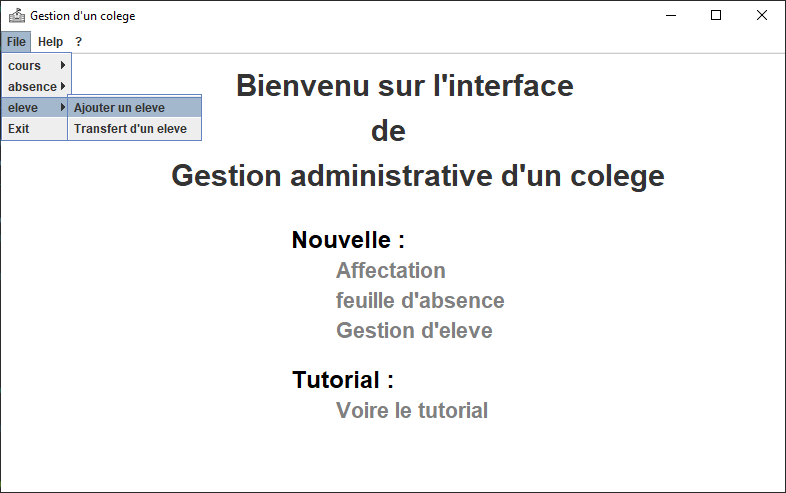 Gestion d'un colege
File Help ?
cours
absence
eleve
Exit
Ajouter un eleve
Transfert d'un eleve
Bienvenu sur l'interface
de
Gestion administrative d'un colege
Nouvelle :
Affectation
feuille d'absence
Gestion d'eleve
Tutorial :
Voire le tutorial